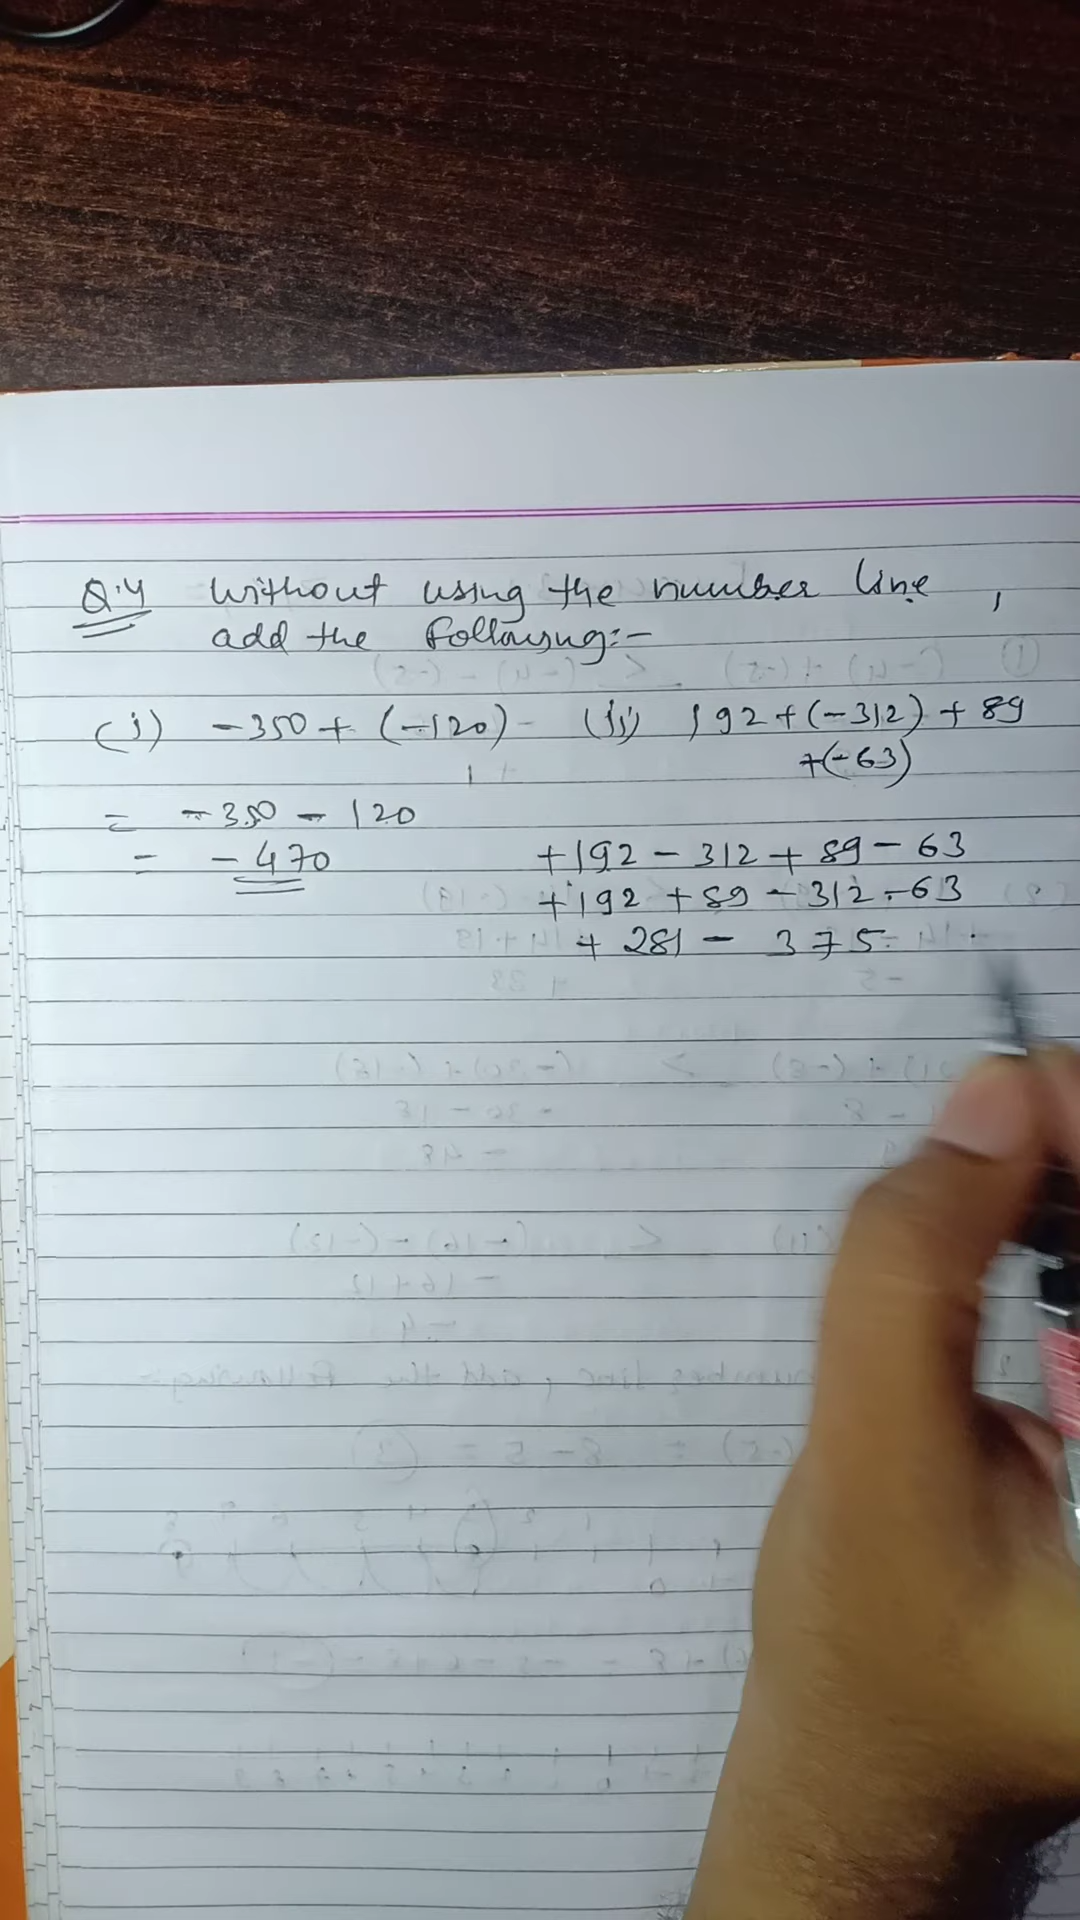 Q.4 Without using the number line,
add the following:-
(i) -350 + (-120) - (ii) 192 + (-312) + 89
+(-63)
= -350 - 120
= -470
+192 - 312 + 89 - 63
+192 + 89 - 312 - 63
+ 281 - 375